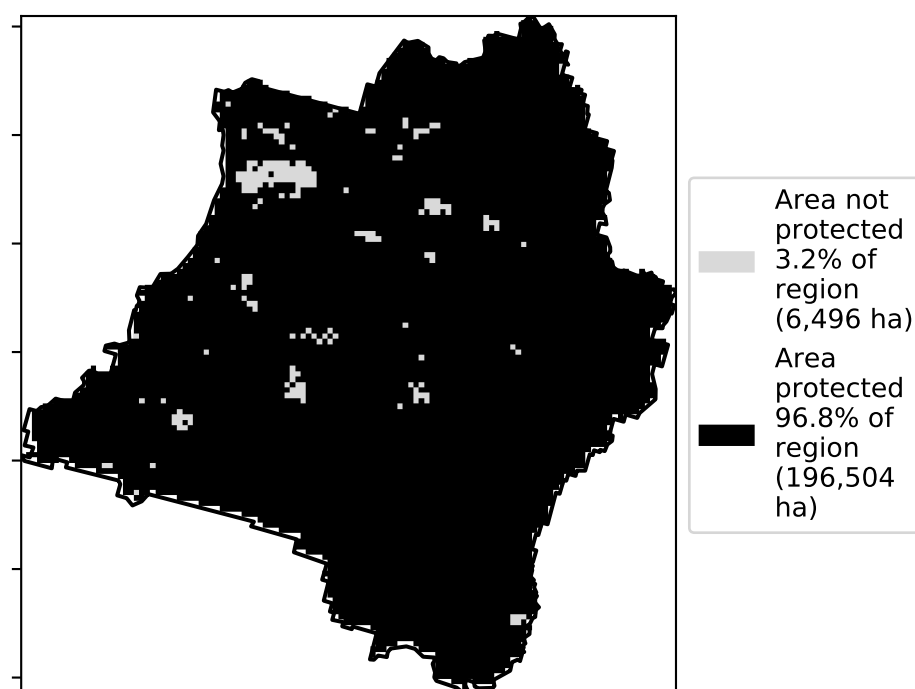 Area not
protected
3.2% of
region
(6,496 ha)
Area
protected
96.8% of
region
(196,504
ha)